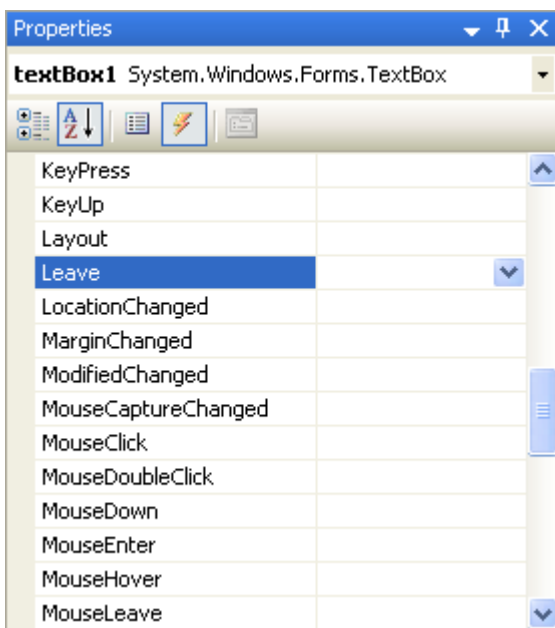 Properties
textBox1 System.Windows.Forms.TextBox
A
Z
KeyPress
KeyUp
Layout
Leave
LocationChanged
MarginChanged
ModifiedChanged
MouseCaptureChanged
MouseClick
MouseDoubleClick
MouseDown
MouseEnter
MouseHover
MouseLeave